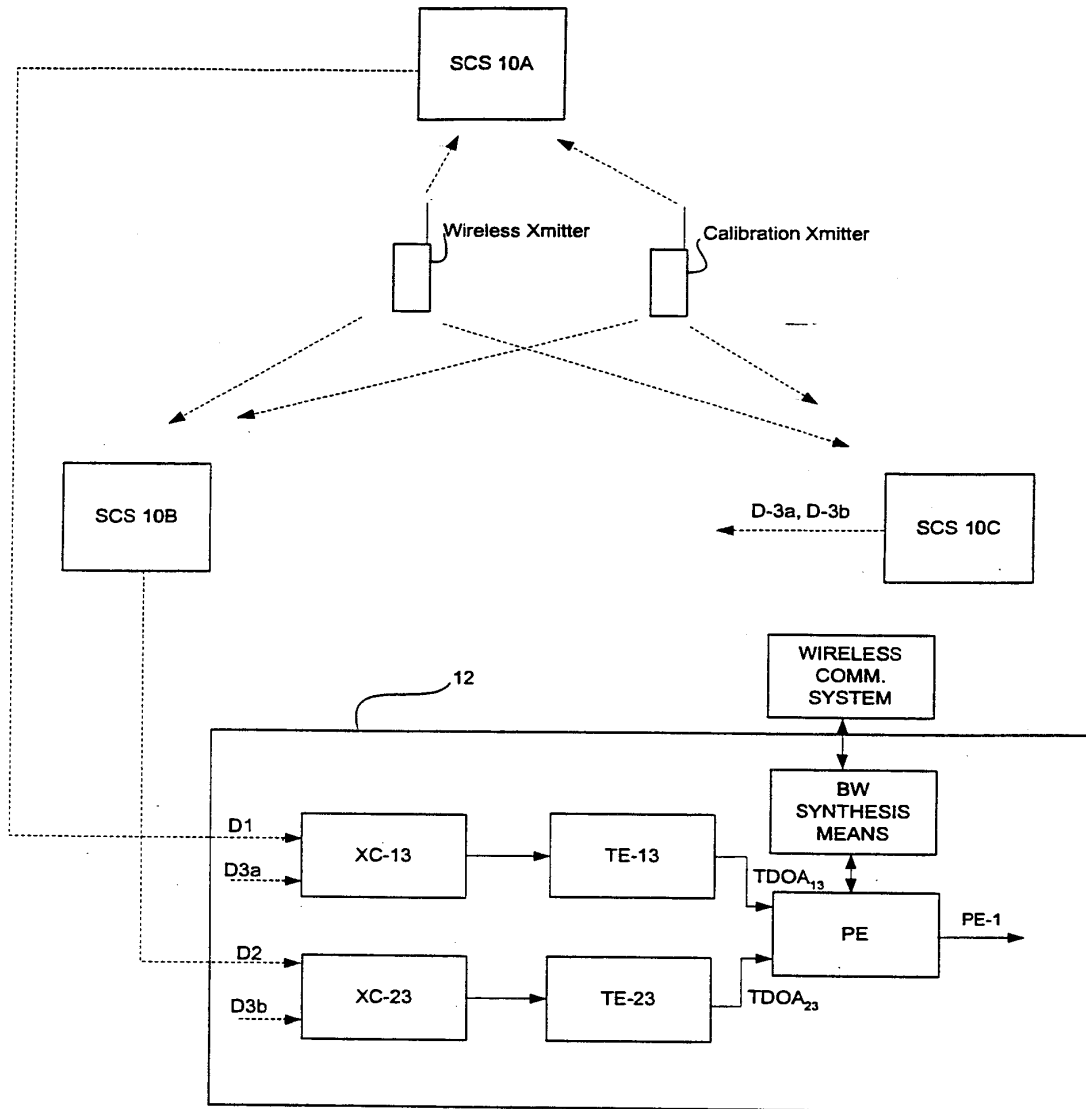 SCS 10A
Wireless Xmitter
Calibration Xmitter
SCS 10B
D-3a, D-3b
SCS 10C
WIRELESS
COMM.
SYSTEM
12
BW
SYNTHESIS
MEANS
D1
XC-13
TE-13
D3a
TDOA13
PE
PE-1
D2
XC-23
TE-23
TDOA23
D3b